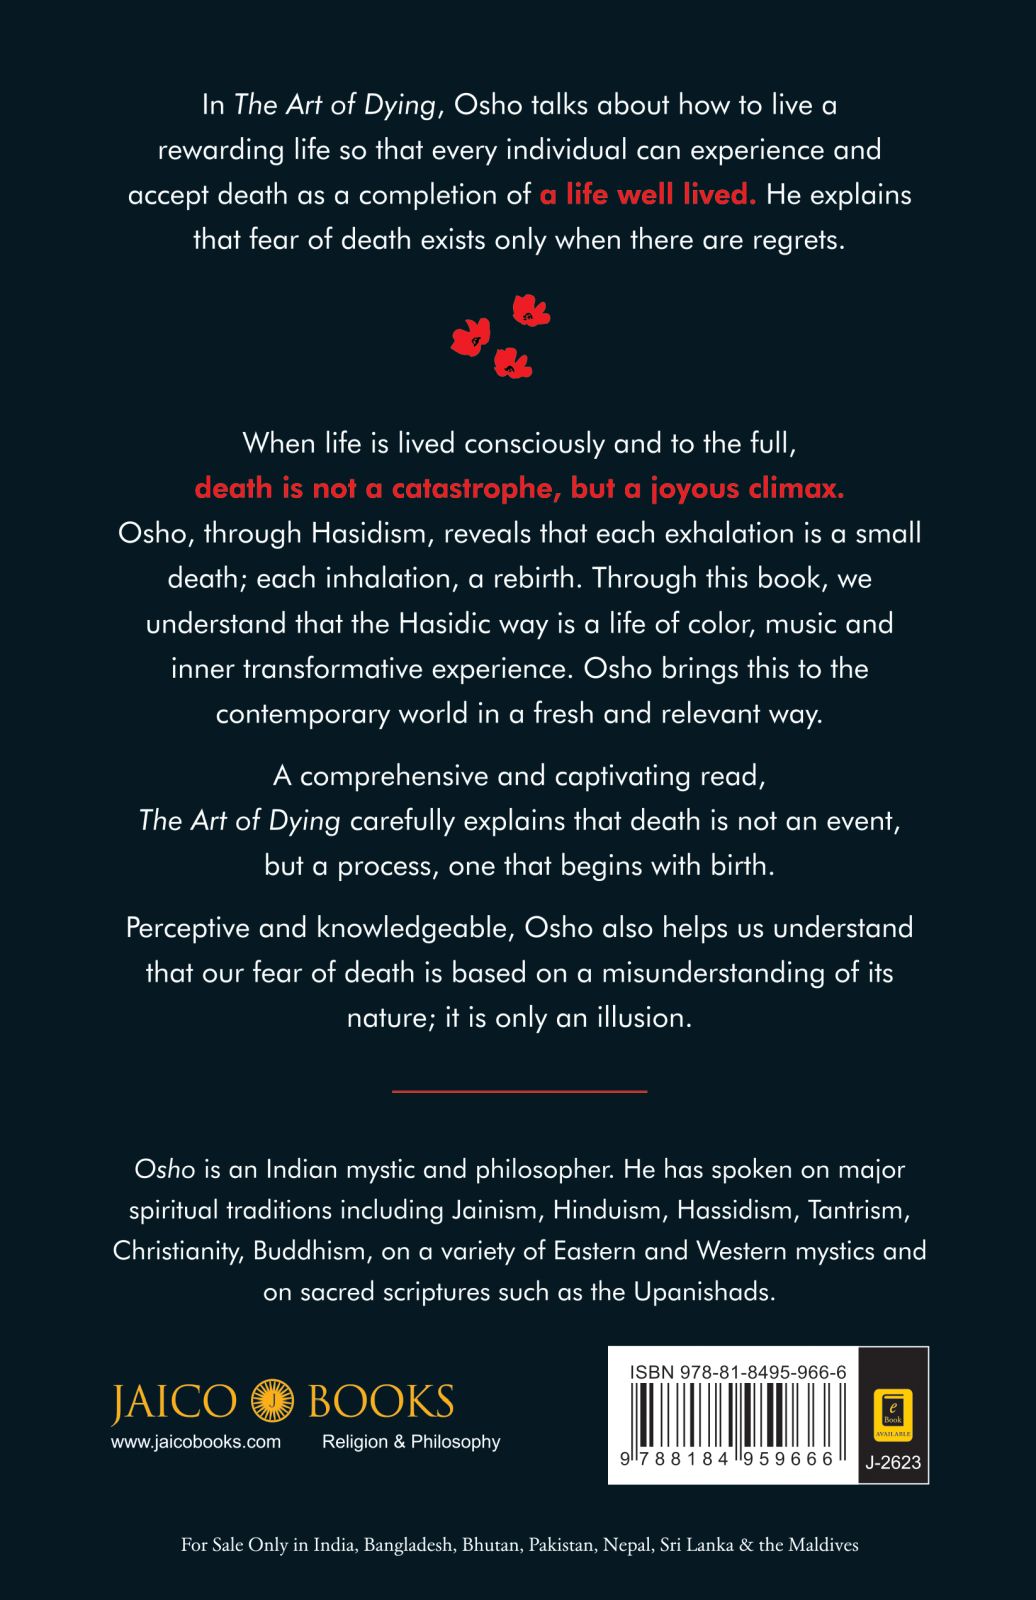 In The Art of Dying, Osho talks about how to live a
rewarding life so that every individual can experience and
accept death as a completion of a life well lived. He explains
that fear of death exists only when there are regrets.
When life is lived consciously and to the full,
death is not a catastrophe, but a joyous climax.
Osho, through Hasidism, reveals that each exhalation is a small
death; each inhalation, a rebirth. Through this book, we
understand that the Hasidic way is a life of color, music and
inner transformative experience. Osho brings this to the
contemporary world in a fresh and relevant way.
A comprehensive and captivating read,
The Art of Dying carefully explains that death is not an event,
but a process, one that begins with birth.
Perceptive and knowledgeable, Osho also helps us understand
that our fear of death is based on a misunderstanding of its
nature; it is only an illusion.
Osho is an Indian mystic and philosopher. He has spoken on major
spiritual traditions including Jainism, Hinduism, Hassidism, Tantrism,
Christianity, Buddhism, on a variety of Eastern and Western mystics and
on sacred scriptures such as the Upanishads.
JAICO J BOOKS
www.jaicobooks.com Religion & Philosophy
ISBN 978-81-8495-966-6
9 788184 959666
e
Book
AVAILABLE
J-2623
For Sale Only in India, Bangladesh, Bhutan, Pakistan, Nepal, Sri Lanka & the Maldives